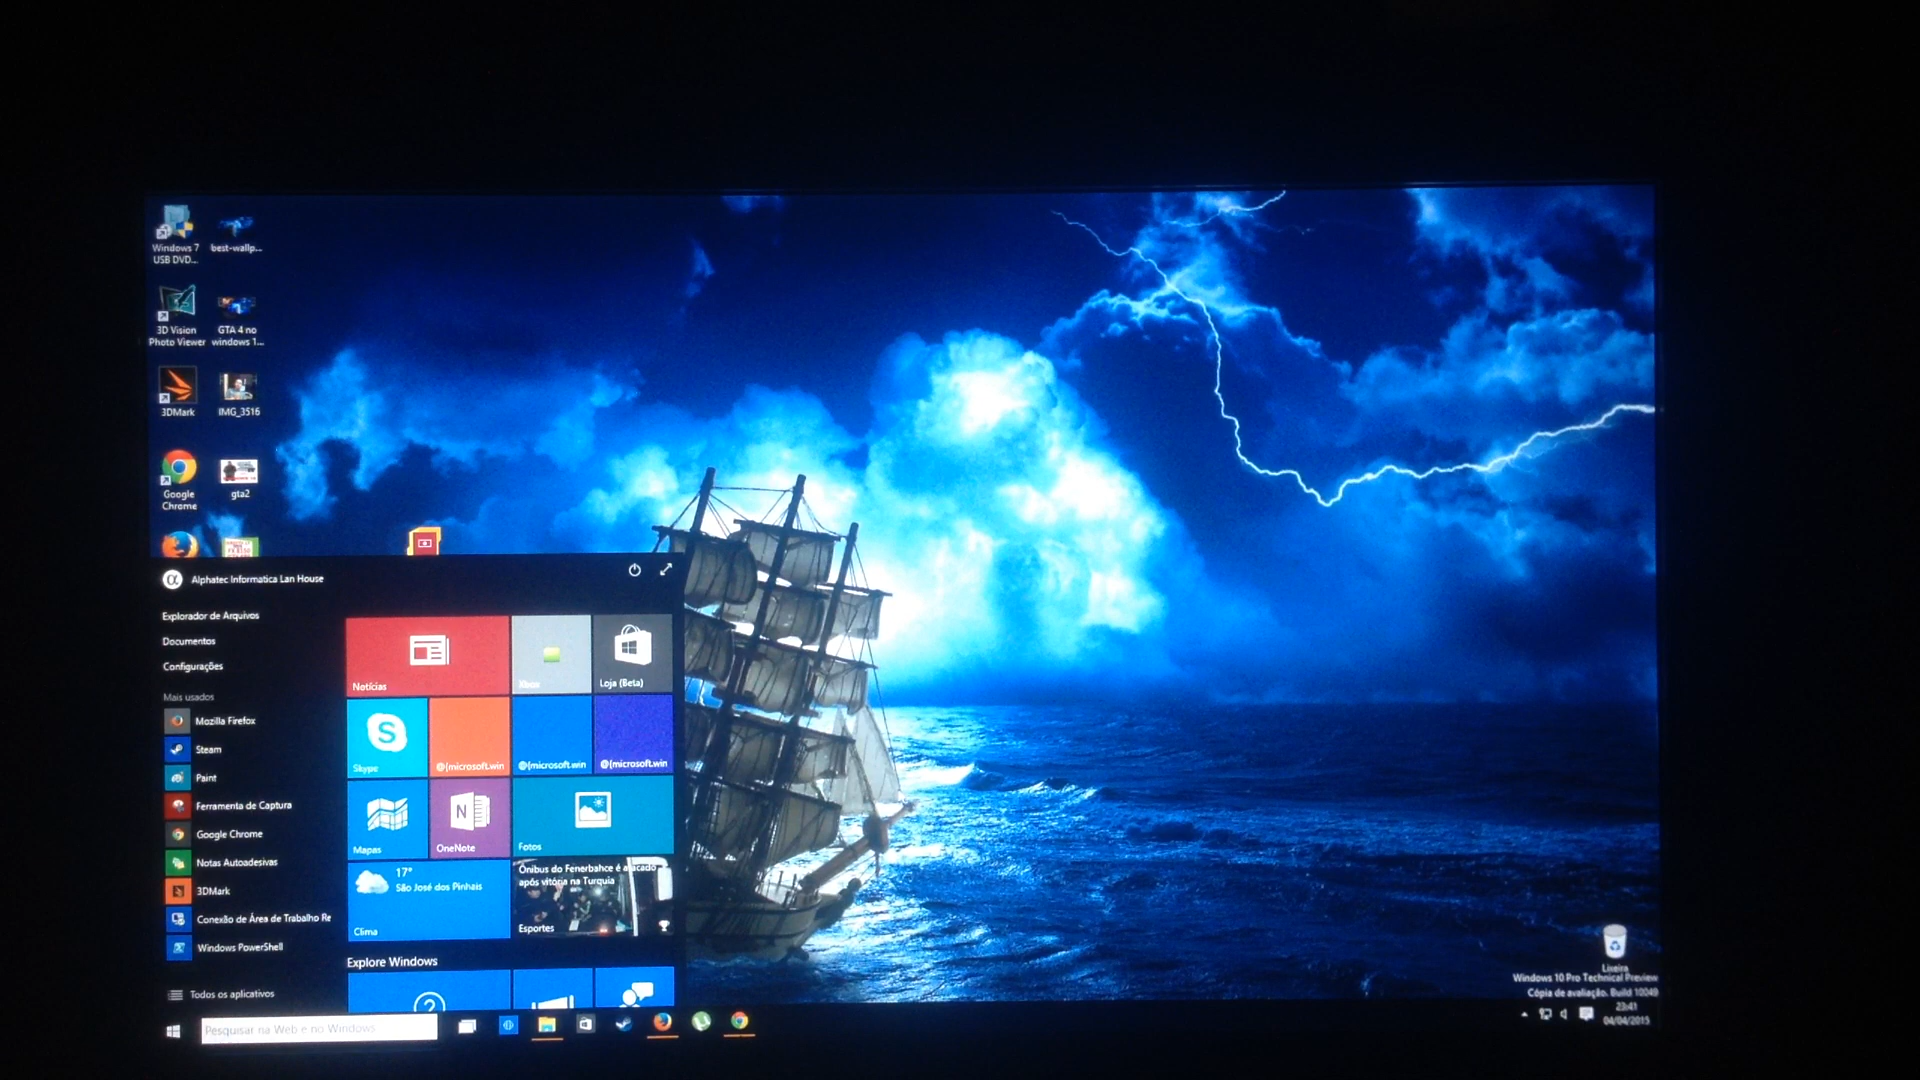 Windows 7
USB DVD...
best-wallp...
3D Vision
Photo Viewer
GTA 4 no
windows 1...
3DMark
IMG_3516
Google
Chrome
gta2
Alphatec Informatica Lan House
Explorador de Arquivos
Documentos
Configurações
Mais usados
Mozilla Firefox
Steam
Paint
Ferramenta de Captura
Google Chrome
Notas Autoadesivas
3DMark
Conexão de Área de Trabalho Re
Windows PowerShell
Todos os aplicativos
Notícias
Xbox
Loja (Beta)
Skype
@{microsoft.win
@{microsoft.win
@{microsoft.win
Mapas
OneNote
Fotos
17°
São José dos Pinhais
Clima
Ônibus do Fenerbahce é atacado
após vitória na Turquia
Esportes
Explore Windows
Pesquisar na Web e no Windows
Lixeira
Windows 10 Pro Technical Preview
Cópia de avaliação. Build 10049
23:41
04/04/2015